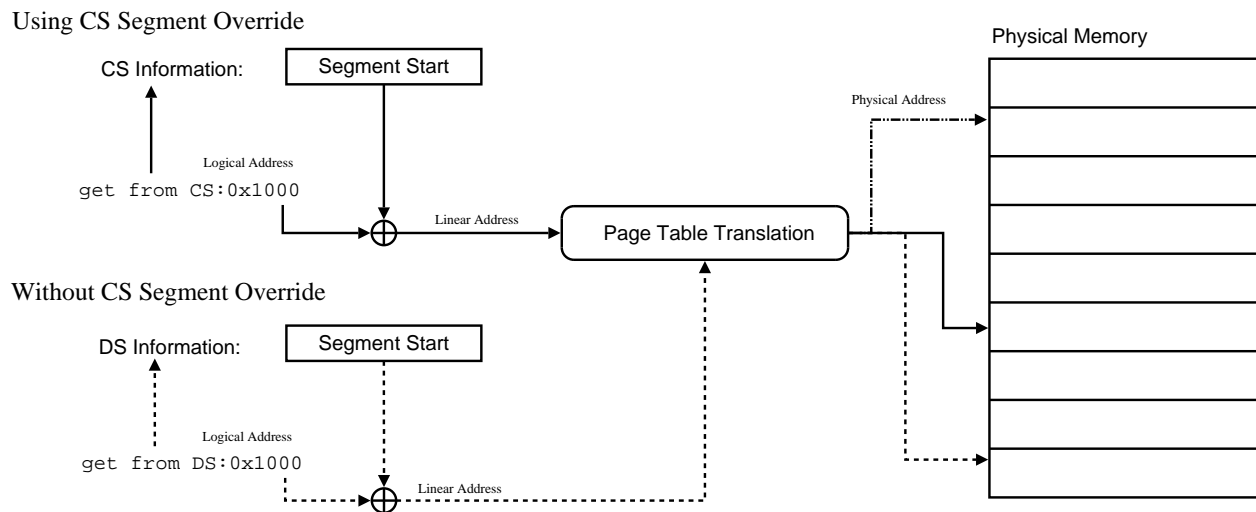 Using CS Segment Override
CS Information:
Segment Start
Physical Memory
Physical Address
Logical Address
get from CS:0x1000
Linear Address
Page Table Translation
Without CS Segment Override
DS Information:
Segment Start
Logical Address
get from DS:0x1000
Linear Address